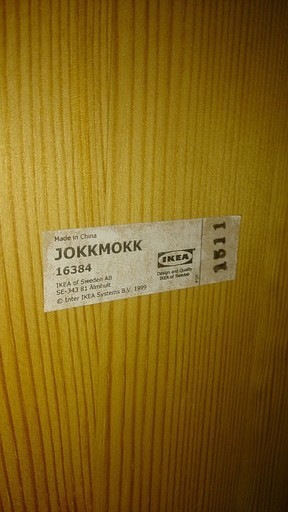 Made in China
JOKKMOKK
16384
IKEA of Sweden AB
SE-343 81 Älmhult
© Inter IKEA Systems B.V. 1999
IKEA
Design and Quality
IKEA of Sweden
1511